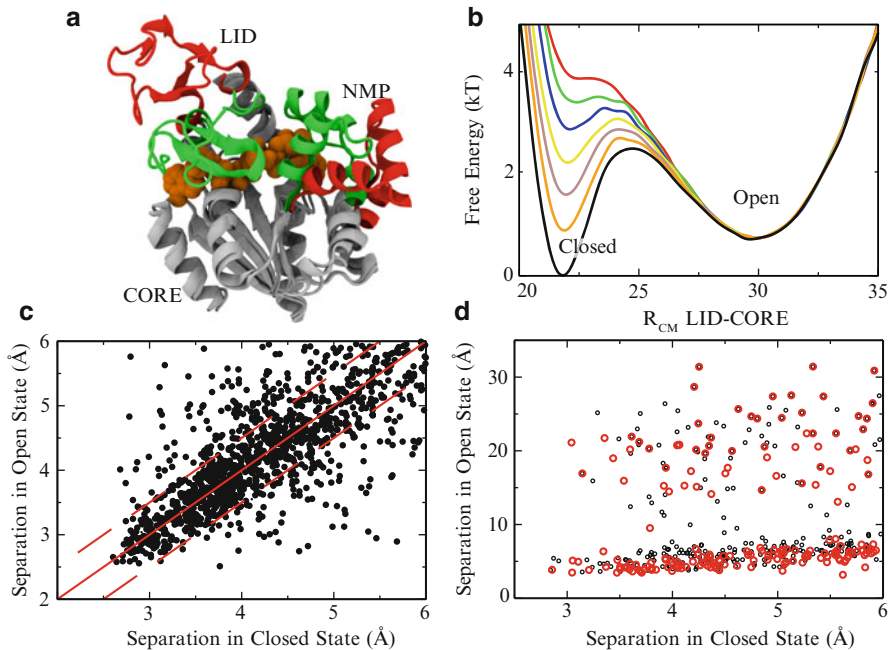 a
LID
NMP
CORE
b
Free Energy (kT)
4
2
0
Closed
Open
20 25 30 35
R_CM LID-CORE
c
Separation in Open State (Å)
6
5
4
3
2
3 4 5 6
Separation in Closed State (Å)
d
Separation in Open State (Å)
30
20
10
0
3 4 5 6
Separation in Closed State (Å)